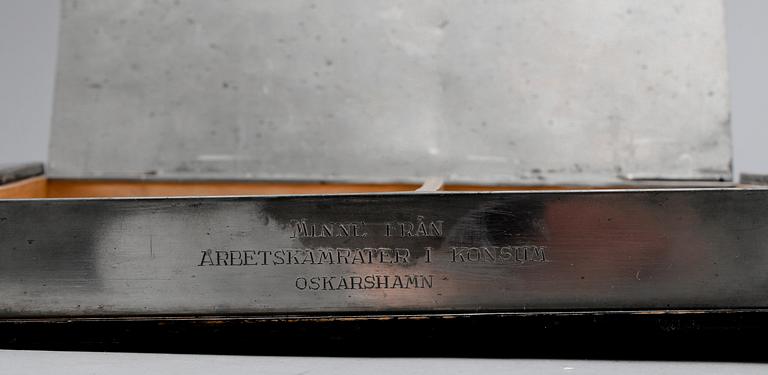 MINNE FRÅN
ARBETSKAMRATER I KONSUM
OSKARSHAMN